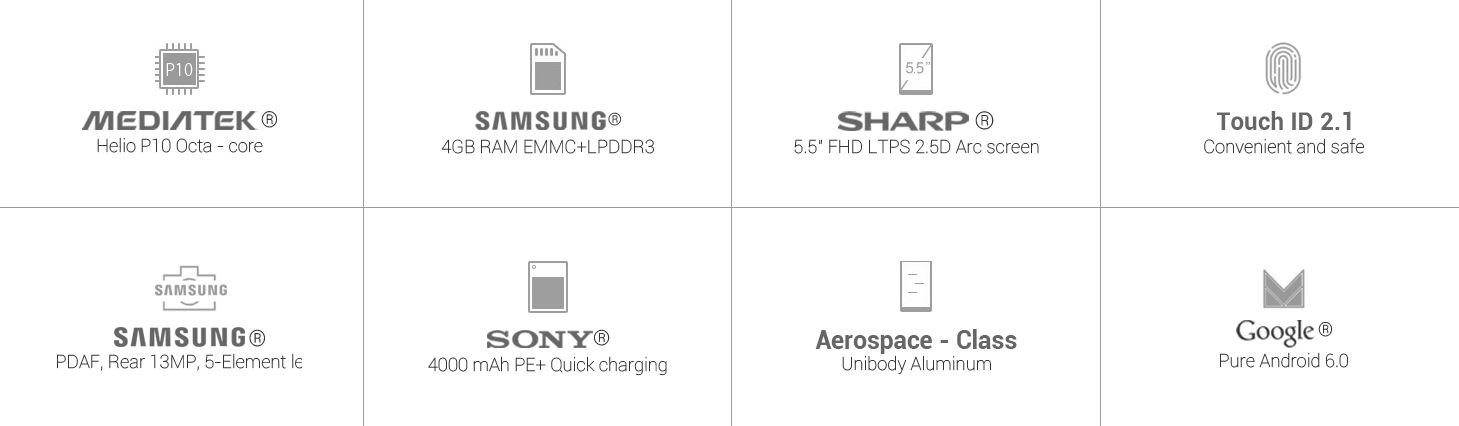 P10
MEDIATEK®
Helio P10 Octa - core
SAMSUNG®
4GB RAM EMMC+LPDDR3
5.5"
SHARP ®
5.5" FHD LTPS 2.5D Arc screen
Touch ID 2.1
Convenient and safe
SAMSUNG
SAMSUNG®
PDAF, Rear 13MP, 5-Element le
SONY®
4000 mAh PE+ Quick charging
Aerospace - Class
Unibody Aluminum
Google ®
Pure Android 6.0